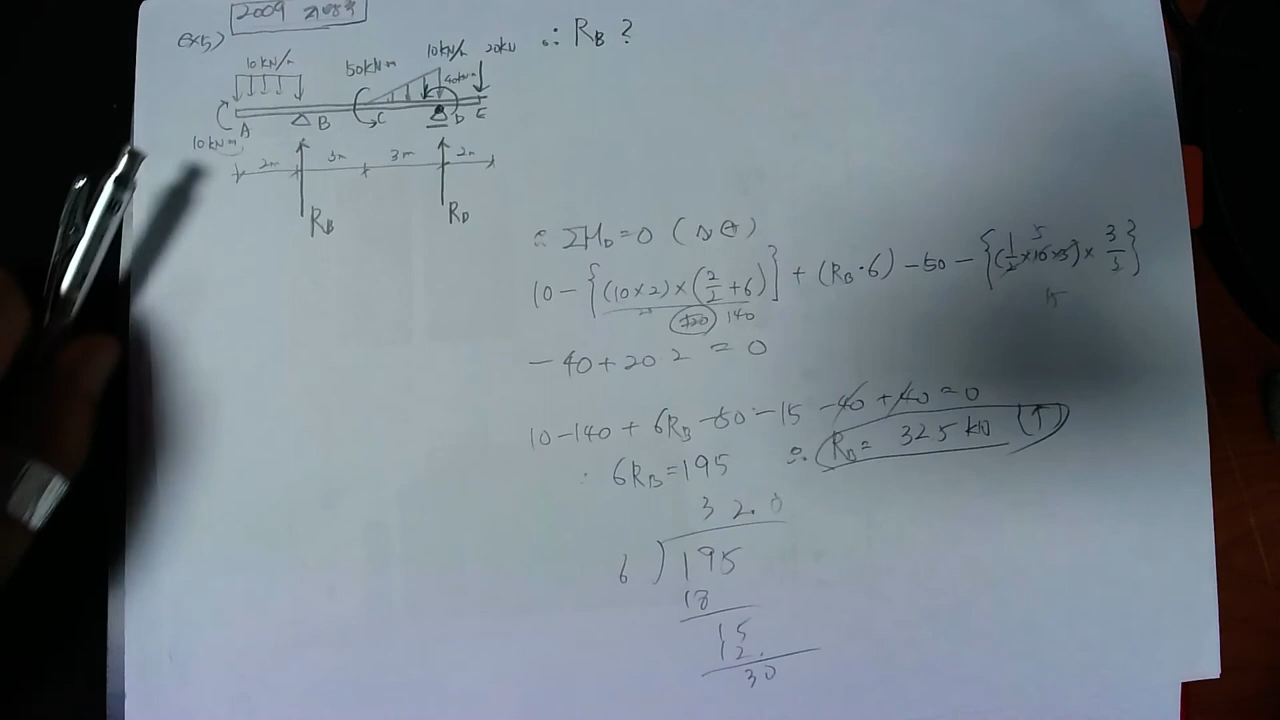 ex5)
∴ R_B ?
10kN/m 50kN·m 10kN/m 20kN
40kN·m
A B C D E
10kN·m
2m 3m 3m 2m
R_B R_D
∴ ΣM_D=0 (↷⊕)
10-{(10×2)×(2/2+6)}+(R_B·6)-50-{(1/2×10×3)×3/3}
140
15
-40+20·2=0
10-140+6R_B-50-15-40+40=0
∴ 6R_B=195 ∴ R_B= 32.5 kN (↑)
32.
6)195
18
15
12
30